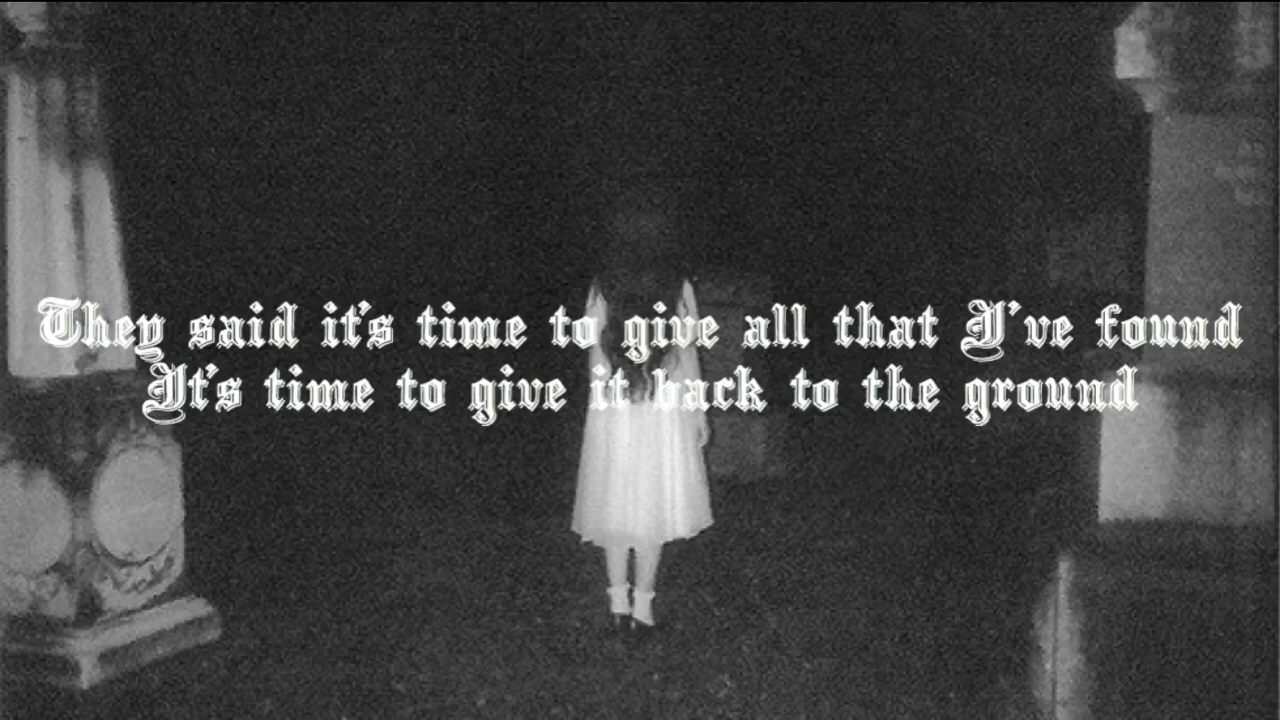 They said it's time to give all that I've found
It's time to give it back to the ground